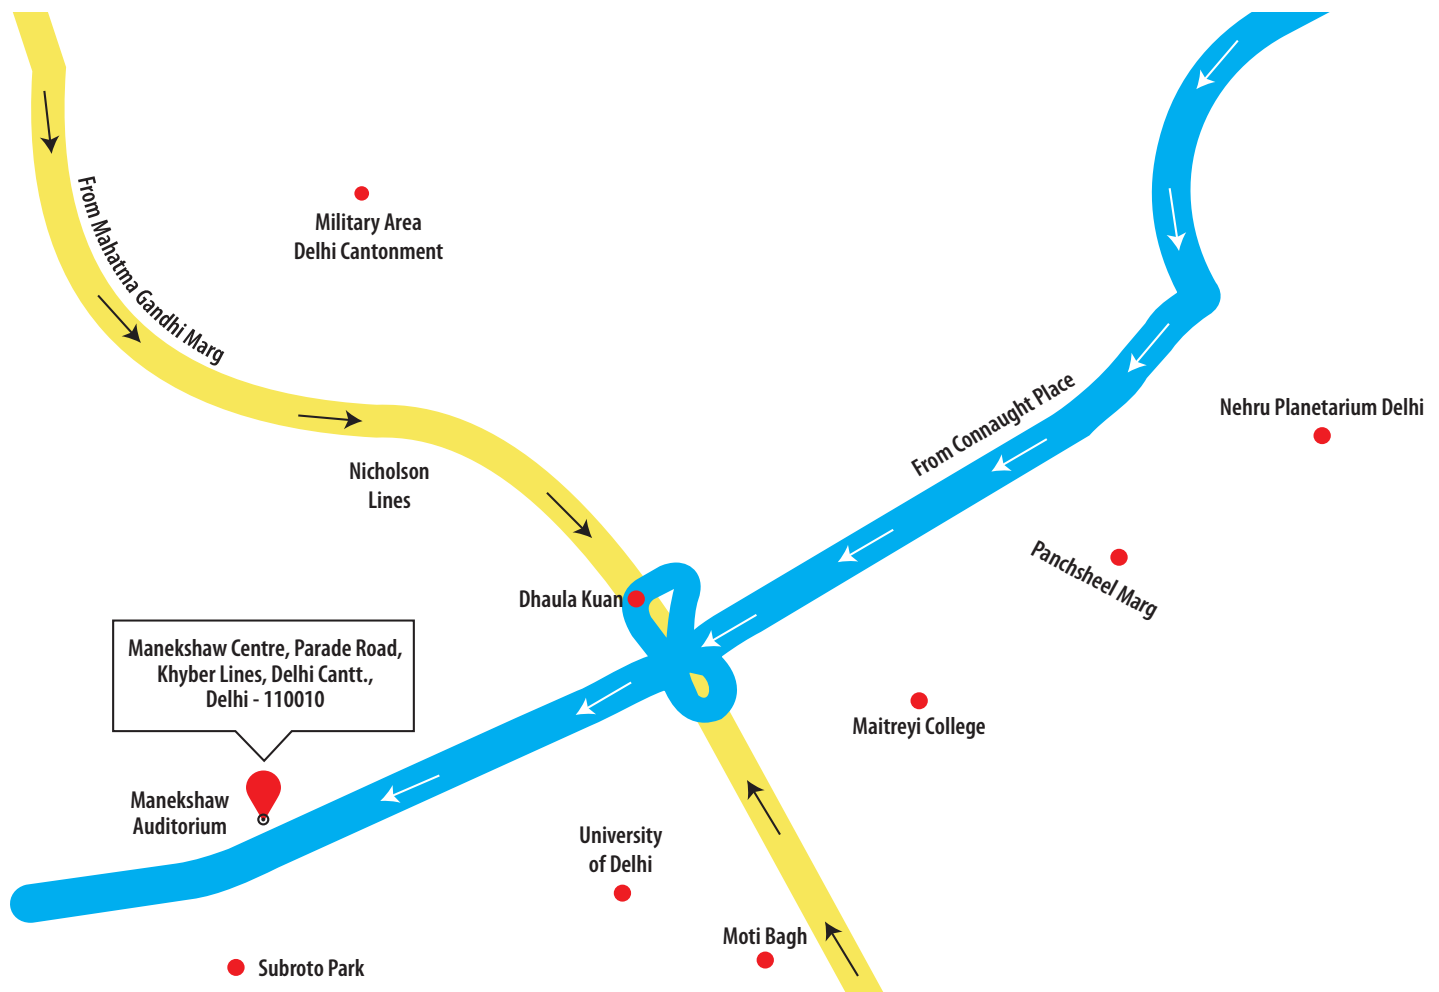 From Mahatma Gandhi Marg
Military Area
Delhi Cantonment
From Connaught Place
Nehru Planetarium Delhi
Nicholson
Lines
Panchsheel Marg
Dhaula Kuan
Manekshaw Centre, Parade Road,
Khyber Lines, Delhi Cantt.,
Delhi - 110010
Maitreyi College
Manekshaw
Auditorium
University
of Delhi
Moti Bagh
Subroto Park